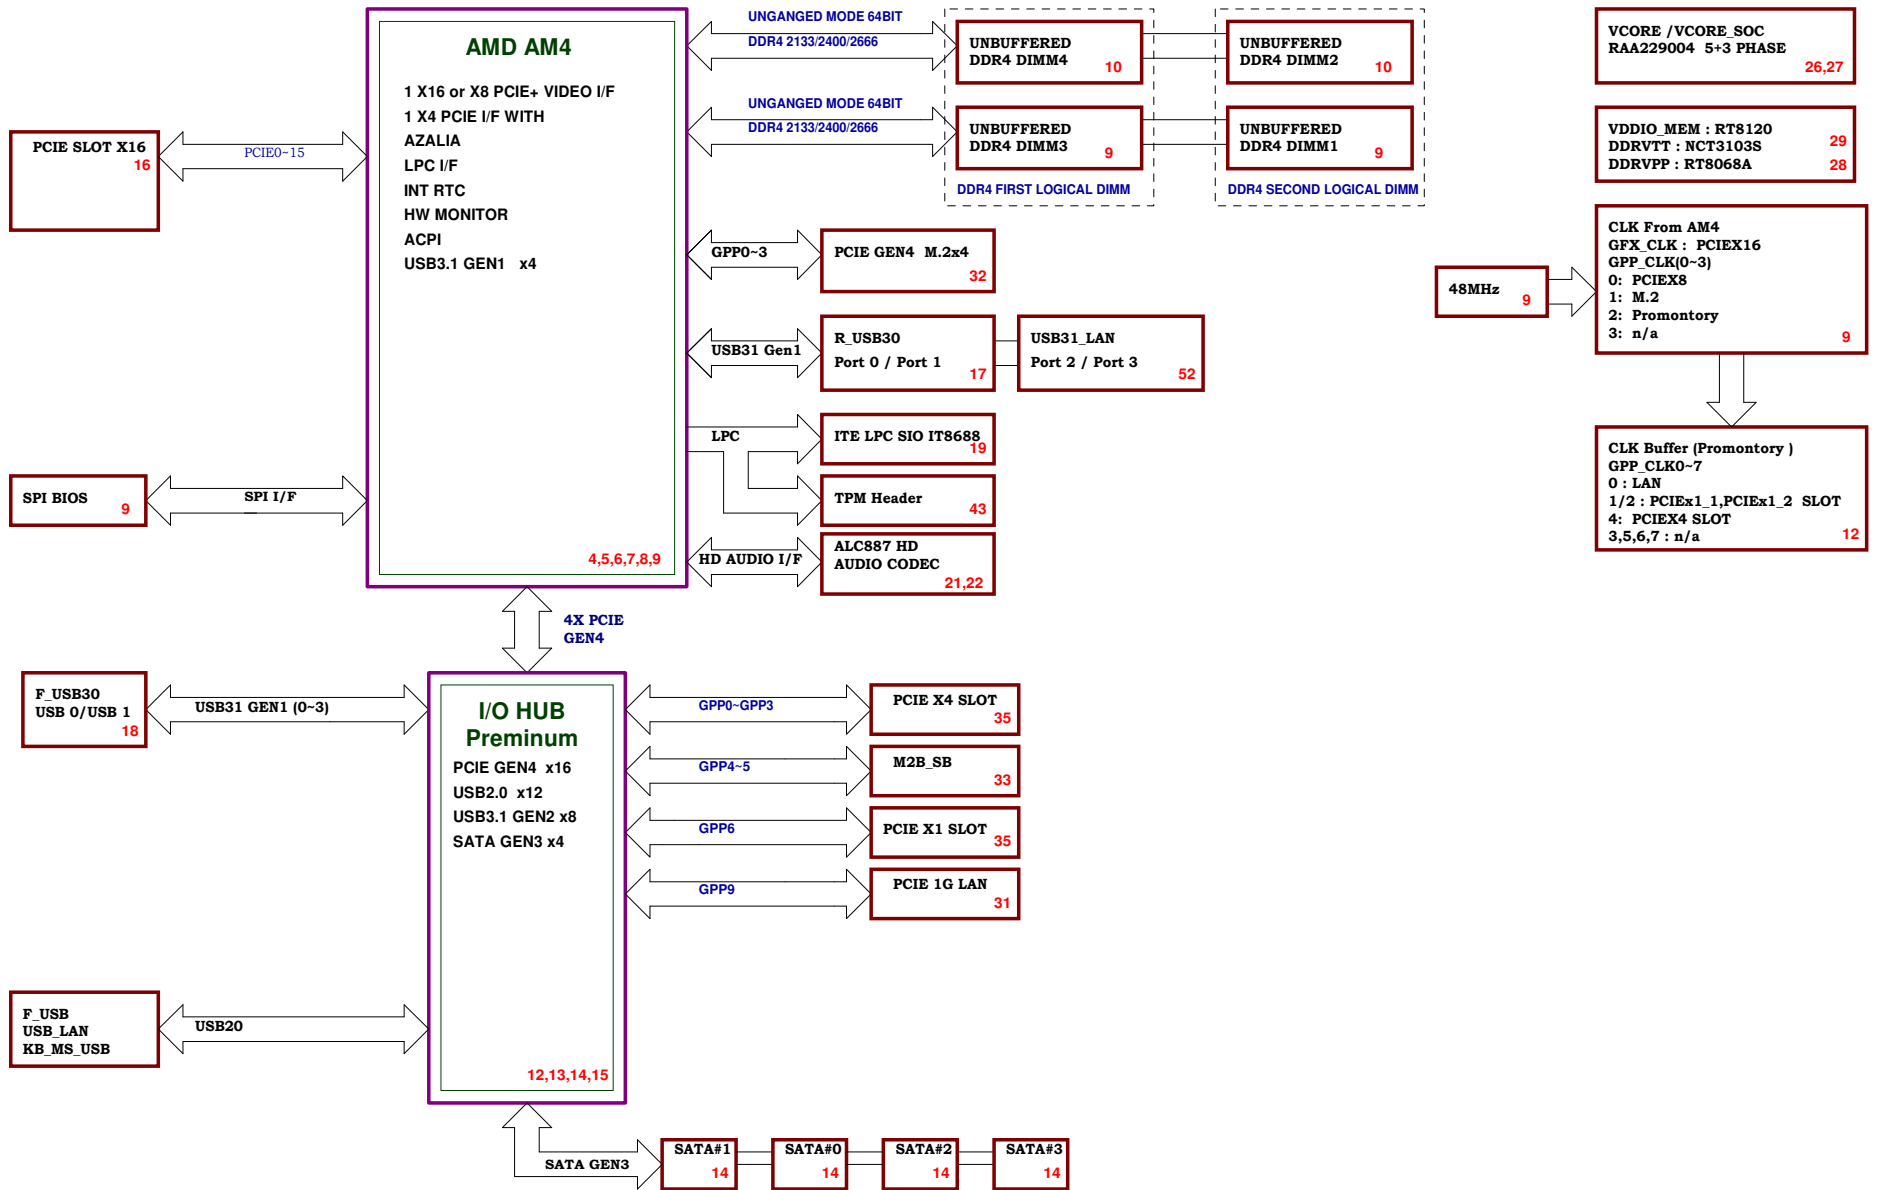 PCIE SLOT X16
16
PCIE0~15
SPI BIOS
9
SPI I/F
AMD AM4
1 X16 or X8 PCIE+ VIDEO I/F
1 X4 PCIE I/F WITH
AZALIA
LPC I/F
INT RTC
HW MONITOR
ACPI
USB3.1 GEN1 x4
4,5,6,7,8,9
UNGANGED MODE 64BIT
DDR4 2133/2400/2666
UNBUFFERED
DDR4 DIMM4
10
UNBUFFERED
DDR4 DIMM2
10
UNGANGED MODE 64BIT
DDR4 2133/2400/2666
UNBUFFERED
DDR4 DIMM3
9
UNBUFFERED
DDR4 DIMM1
9
DDR4 FIRST LOGICAL DIMM
DDR4 SECOND LOGICAL DIMM
GPP0~3
PCIE GEN4 M.2x4
32
USB31 Gen1
R_USB30
Port 0 / Port 1
17
USB31_LAN
Port 2 / Port 3
52
LPC
ITE LPC SIO IT8688
19
TPM Header
43
HD AUDIO I/F
ALC887 HD
AUDIO CODEC
21,22
VCORE /VCORE_SOC
RAA229004 5+3 PHASE
26,27
VDDIO_MEM : RT8120
29
DDRVTT : NCT3103S
DDRVPP : RT8068A
28
48MHz
9
CLK From AM4
GFX_CLK : PCIEX16
GPP_CLK(0~3)
0: PCIEX8
1: M.2
2: Promontory
3: n/a
9
CLK Buffer (Promontory )
GPP_CLK0~7
0 : LAN
1/2 : PCIEx1_1,PCIEx1_2 SLOT
4: PCIEX4 SLOT
3,5,6,7 : n/a
12
4X PCIE
GEN4
F_USB30
USB 0/USB 1
18
USB31 GEN1 (0~3)
F_USB
USB_LAN
KB_MS_USB
USB20
I/O HUB
Preminum
PCIE GEN4 x16
USB2.0 x12
USB3.1 GEN2 x8
SATA GEN3 x4
12,13,14,15
GPP0~GPP3
PCIE X4 SLOT
35
GPP4~5
M2B_SB
33
GPP6
PCIE X1 SLOT
35
GPP9
PCIE 1G LAN
31
SATA GEN3
SATA#1
14
SATA#0
14
SATA#2
14
SATA#3
14